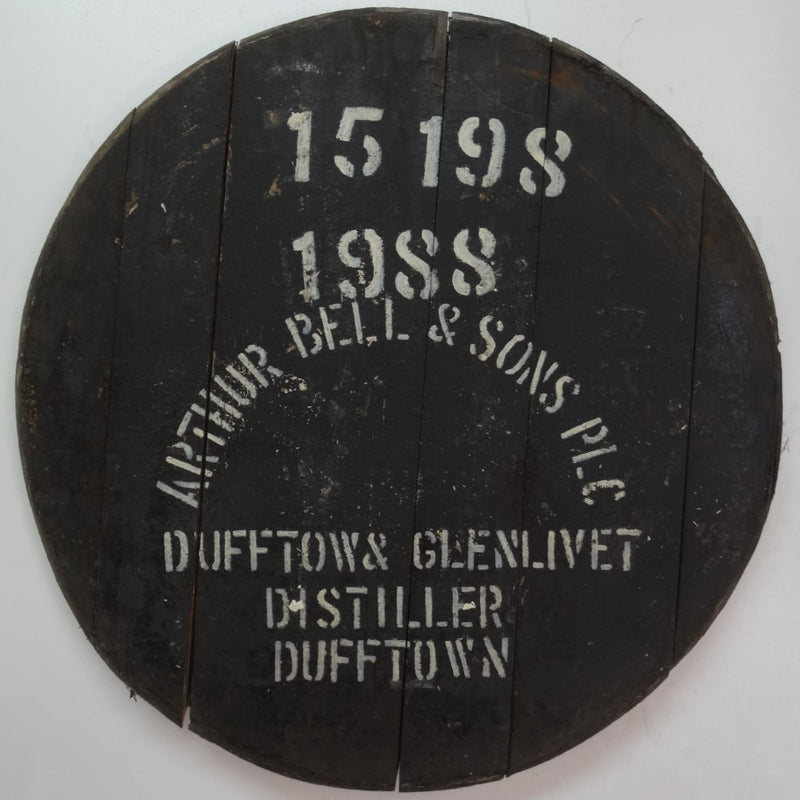 15 198
1988
ARTHUR BELL & SONS PLC
DUFFTOW& GLENLIVET
DISTILLER
DUFFTOWN